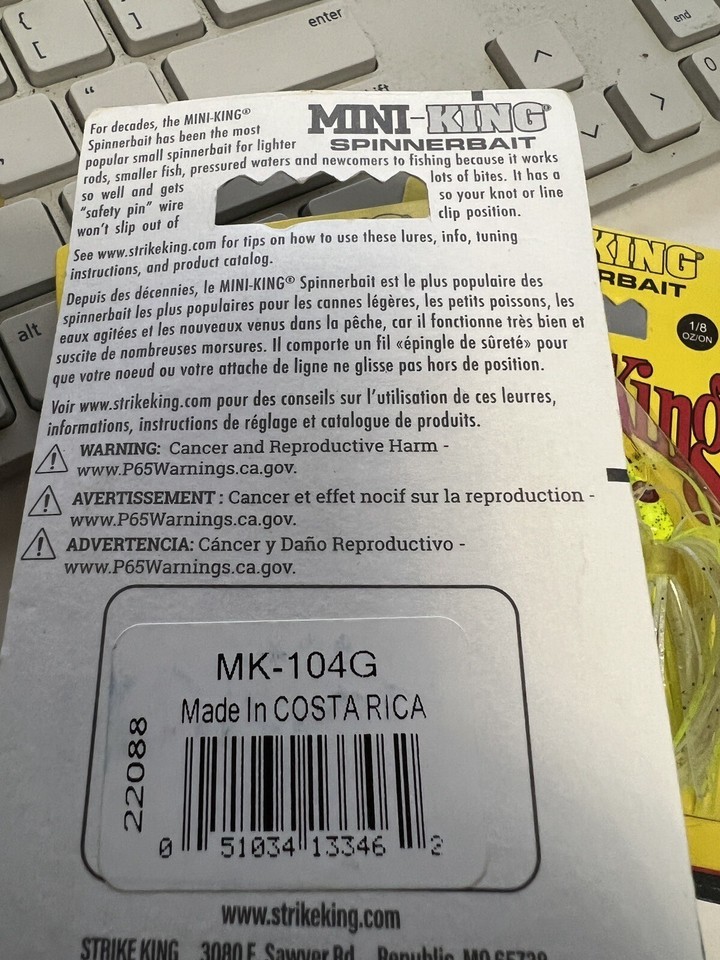 For decades, the MINI-KING®
Spinnerbait has been the most
popular small spinnerbait for lighter
MINI-KING®
SPINNERBAIT
rods, smaller fish, pressured waters and newcomers to fishing because it works
so well and gets lots of bites. It has a
"safety pin" wire so your knot or line
won't slip out of clip position.
See www.strikeking.com for tips on how to use these lures, info, tuning
instructions, and product catalog.
Depuis des décennies, le MINI-KING® Spinnerbait est le plus populaire des
spinnerbait les plus populaires pour les cannes légères, les petits poissons, les
eaux agitées et les nouveaux venus dans la pêche, car il fonctionne très bien et
suscite de nombreuses morsures. Il comporte un fil «épingle de sûreté» pour
que votre noeud ou votre attache de ligne ne glisse pas hors de position.
Voir www.strikeking.com pour des conseils sur l'utilisation de ces leurres,
informations, instructions de réglage et catalogue de produits.
WARNING: Cancer and Reproductive Harm -
www.P65Warnings.ca.gov.
AVERTISSEMENT : Cancer et effet nocif sur la reproduction -
www.P65Warnings.ca.gov.
ADVERTENCIA: Cáncer y Daño Reproductivo -
www.P65Warnings.ca.gov.
MK-104G
Made In COSTA RICA
22088
0 51034 13346 2
www.strikeking.com
STRIKE KING 3080 E. Sawyer Rd. Republic, MO 65738
KING®
RBAIT
1/8
OZ/ON
King
enter
alt
end
{
[
}
]
"
0